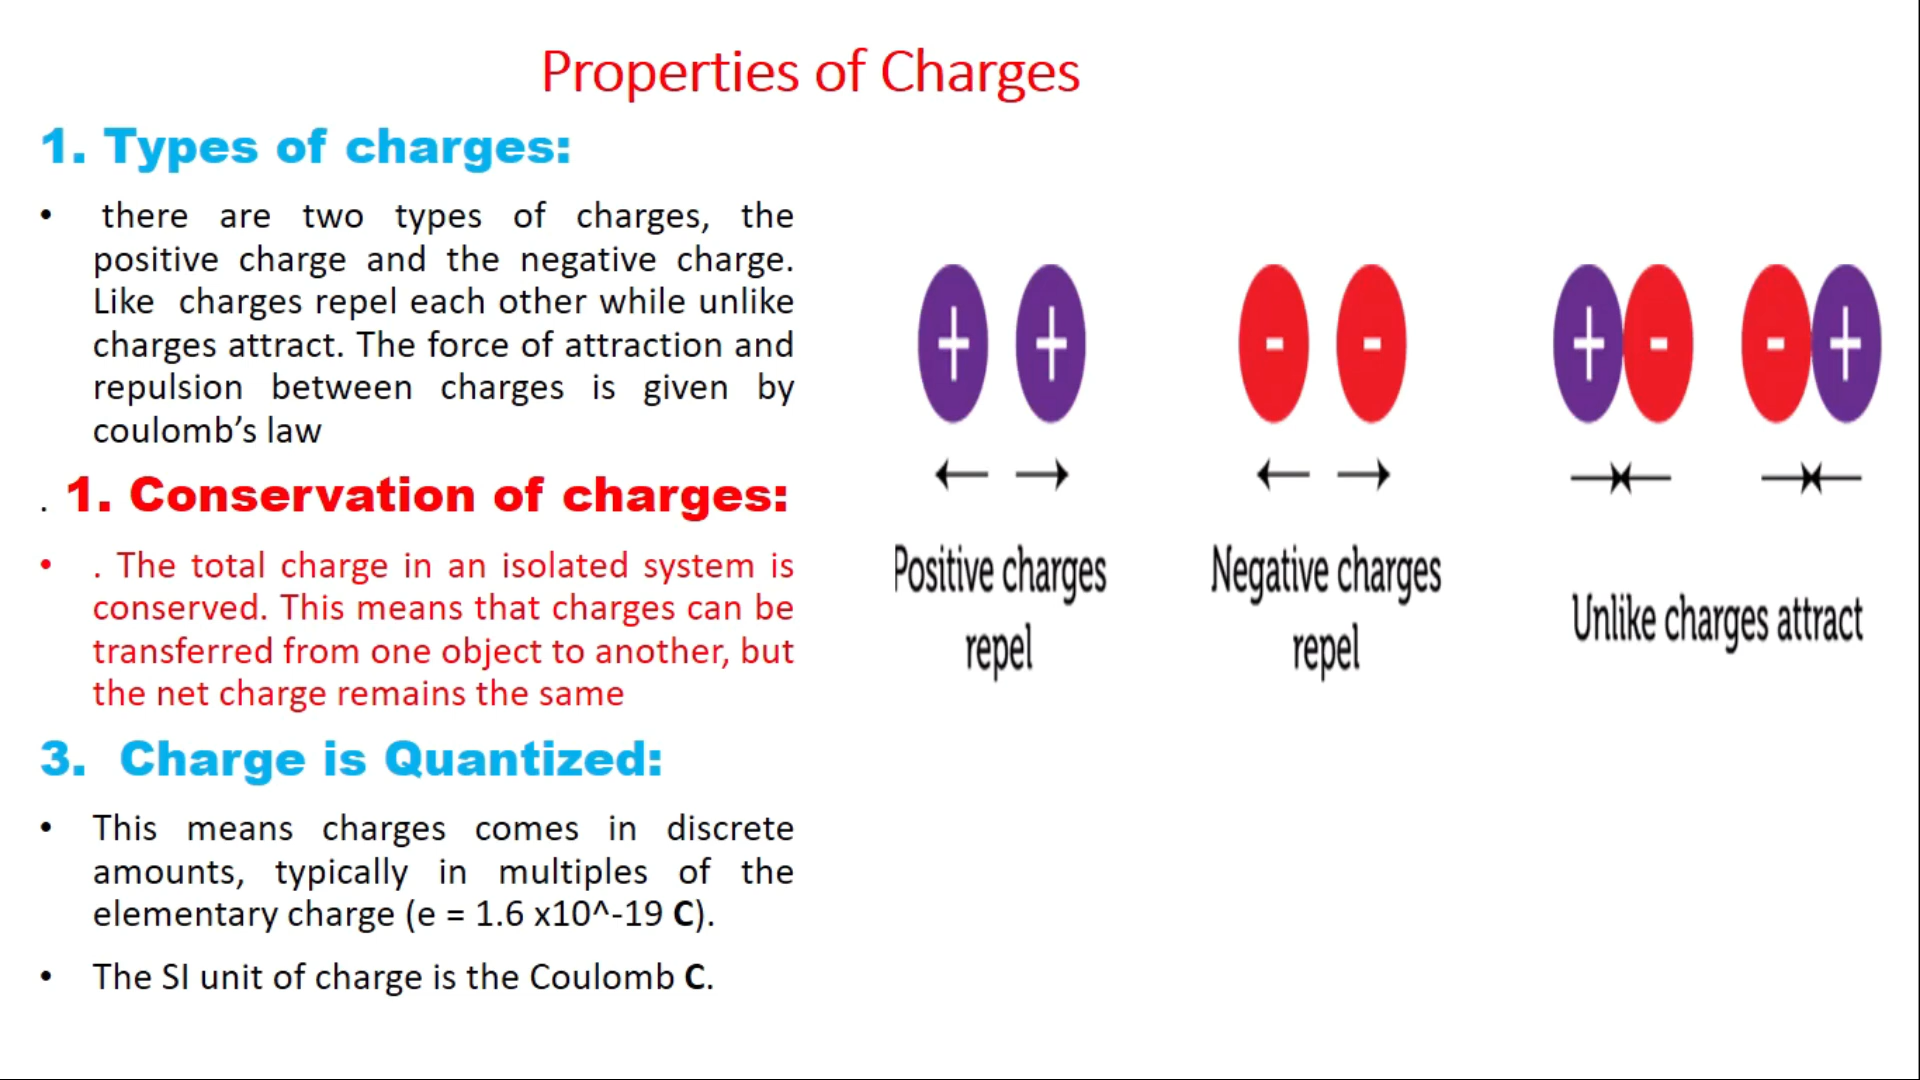 Properties of Charges
1. Types of charges:
• there are two types of charges, the
positive charge and the negative charge.
Like charges repel each other while unlike
charges attract. The force of attraction and
repulsion between charges is given by
coulomb’s law
. 1. Conservation of charges:
• . The total charge in an isolated system is
conserved. This means that charges can be
transferred from one object to another, but
the net charge remains the same
3. Charge is Quantized:
• This means charges comes in discrete
amounts, typically in multiples of the
elementary charge (e = 1.6 x10^-19 C).
• The SI unit of charge is the Coulomb C.
+ +
- -
+ - - +
Positive charges
repel
Negative charges
repel
Unlike charges attract